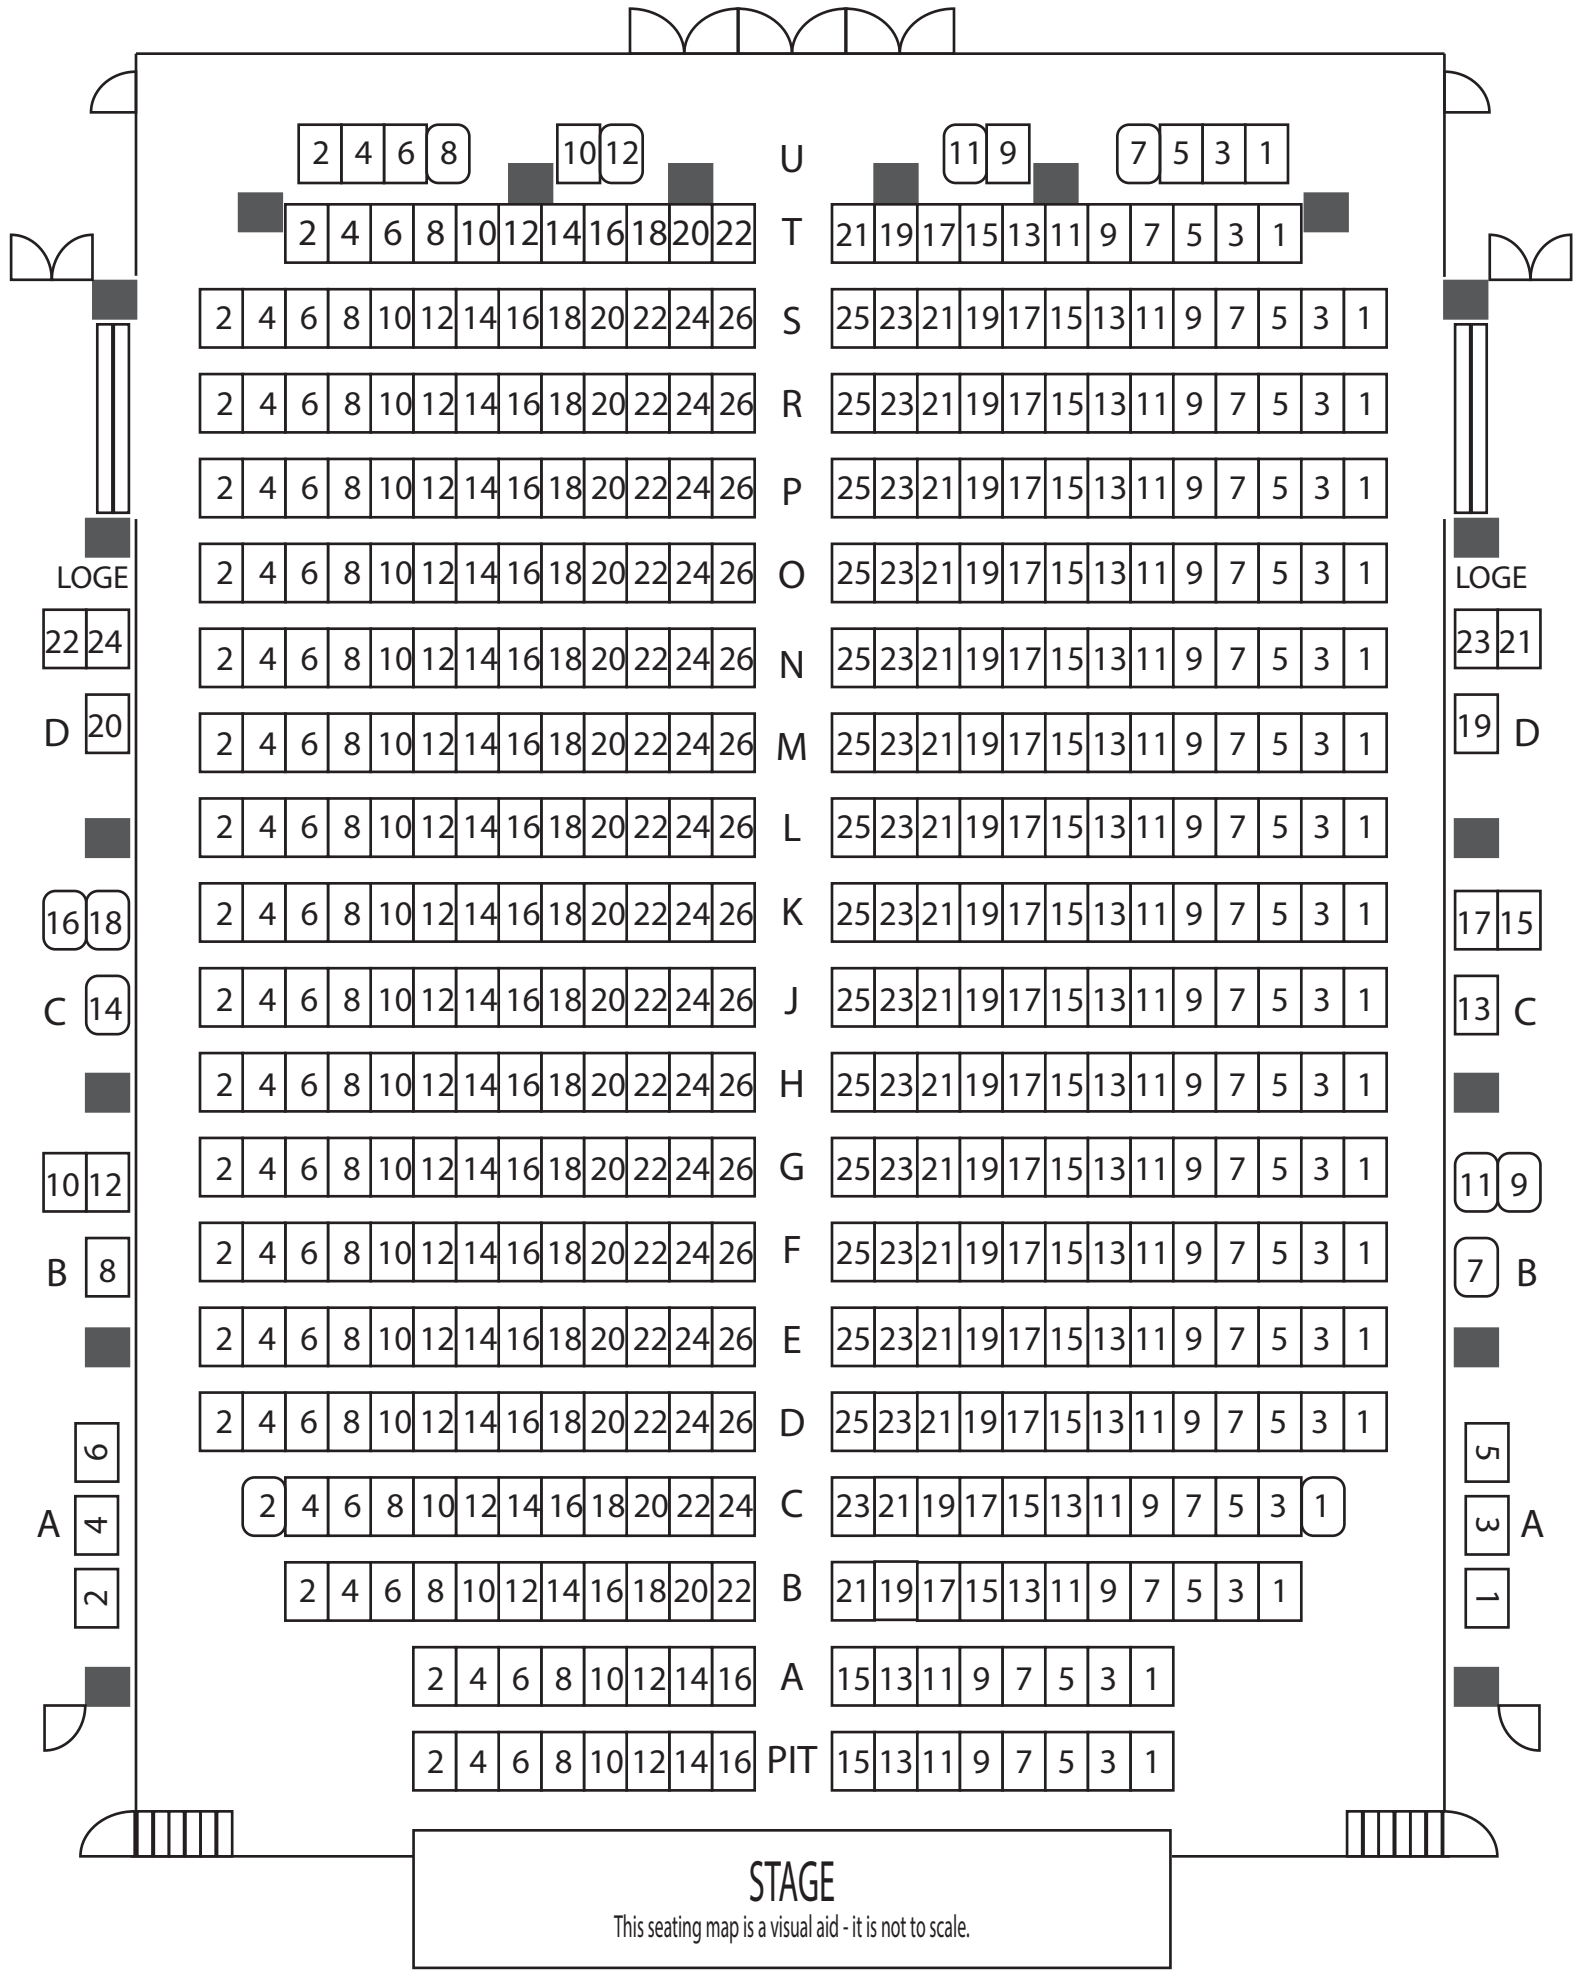 2 4 6 8 10 12 U 11 9 7 5 3 1
2 4 6 8 10 12 14 16 18 20 22 T 21 19 17 15 13 11 9 7 5 3 1
2 4 6 8 10 12 14 16 18 20 22 24 26 S 25 23 21 19 17 15 13 11 9 7 5 3 1
2 4 6 8 10 12 14 16 18 20 22 24 26 R 25 23 21 19 17 15 13 11 9 7 5 3 1
2 4 6 8 10 12 14 16 18 20 22 24 26 P 25 23 21 19 17 15 13 11 9 7 5 3 1
LOGE 2 4 6 8 10 12 14 16 18 20 22 24 26 O 25 23 21 19 17 15 13 11 9 7 5 3 1 LOGE
22 24 2 4 6 8 10 12 14 16 18 20 22 24 26 N 25 23 21 19 17 15 13 11 9 7 5 3 1 23 21
D 20 2 4 6 8 10 12 14 16 18 20 22 24 26 M 25 23 21 19 17 15 13 11 9 7 5 3 1 19 D
2 4 6 8 10 12 14 16 18 20 22 24 26 L 25 23 21 19 17 15 13 11 9 7 5 3 1
16 18 2 4 6 8 10 12 14 16 18 20 22 24 26 K 25 23 21 19 17 15 13 11 9 7 5 3 1 17 15
C 14 2 4 6 8 10 12 14 16 18 20 22 24 26 J 25 23 21 19 17 15 13 11 9 7 5 3 1 13 C
2 4 6 8 10 12 14 16 18 20 22 24 26 H 25 23 21 19 17 15 13 11 9 7 5 3 1
10 12 2 4 6 8 10 12 14 16 18 20 22 24 26 G 25 23 21 19 17 15 13 11 9 7 5 3 1 11 9
B 8 2 4 6 8 10 12 14 16 18 20 22 24 26 F 25 23 21 19 17 15 13 11 9 7 5 3 1 7 B
2 4 6 8 10 12 14 16 18 20 22 24 26 E 25 23 21 19 17 15 13 11 9 7 5 3 1
6 2 4 6 8 10 12 14 16 18 20 22 24 26 D 25 23 21 19 17 15 13 11 9 7 5 3 1 5
A 4 2 4 6 8 10 12 14 16 18 20 22 24 C 23 21 19 17 15 13 11 9 7 5 3 1 3 A
2 2 4 6 8 10 12 14 16 18 20 22 B 21 19 17 15 13 11 9 7 5 3 1 1
2 4 6 8 10 12 14 16 A 15 13 11 9 7 5 3 1
2 4 6 8 10 12 14 16 PIT 15 13 11 9 7 5 3 1
STAGE
This seating map is a visual aid - it is not to scale.